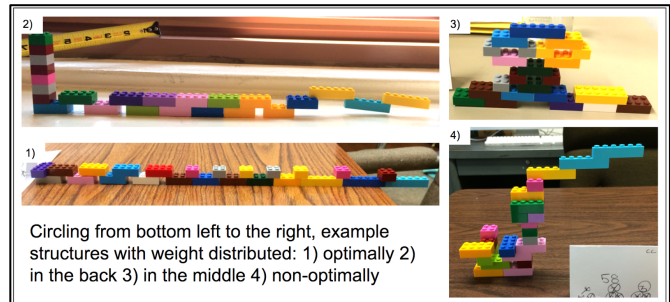 2)
3)
1)
4)
58
Circling from bottom left to the right, example
structures with weight distributed: 1) optimally 2)
in the back 3) in the middle 4) non-optimally